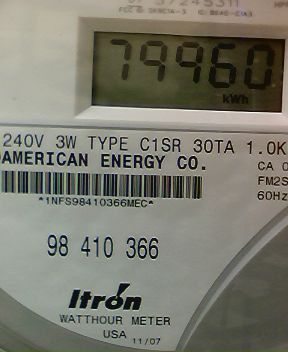 79960
kWh
240V 3W TYPE C1SR 30TA 1.0K
AMERICAN ENERGY CO.
CA
FM2S
60Hz
*1NFS98410366MEC*
98 410 366
Itrón
WATTHOUR METER
USA 11/07